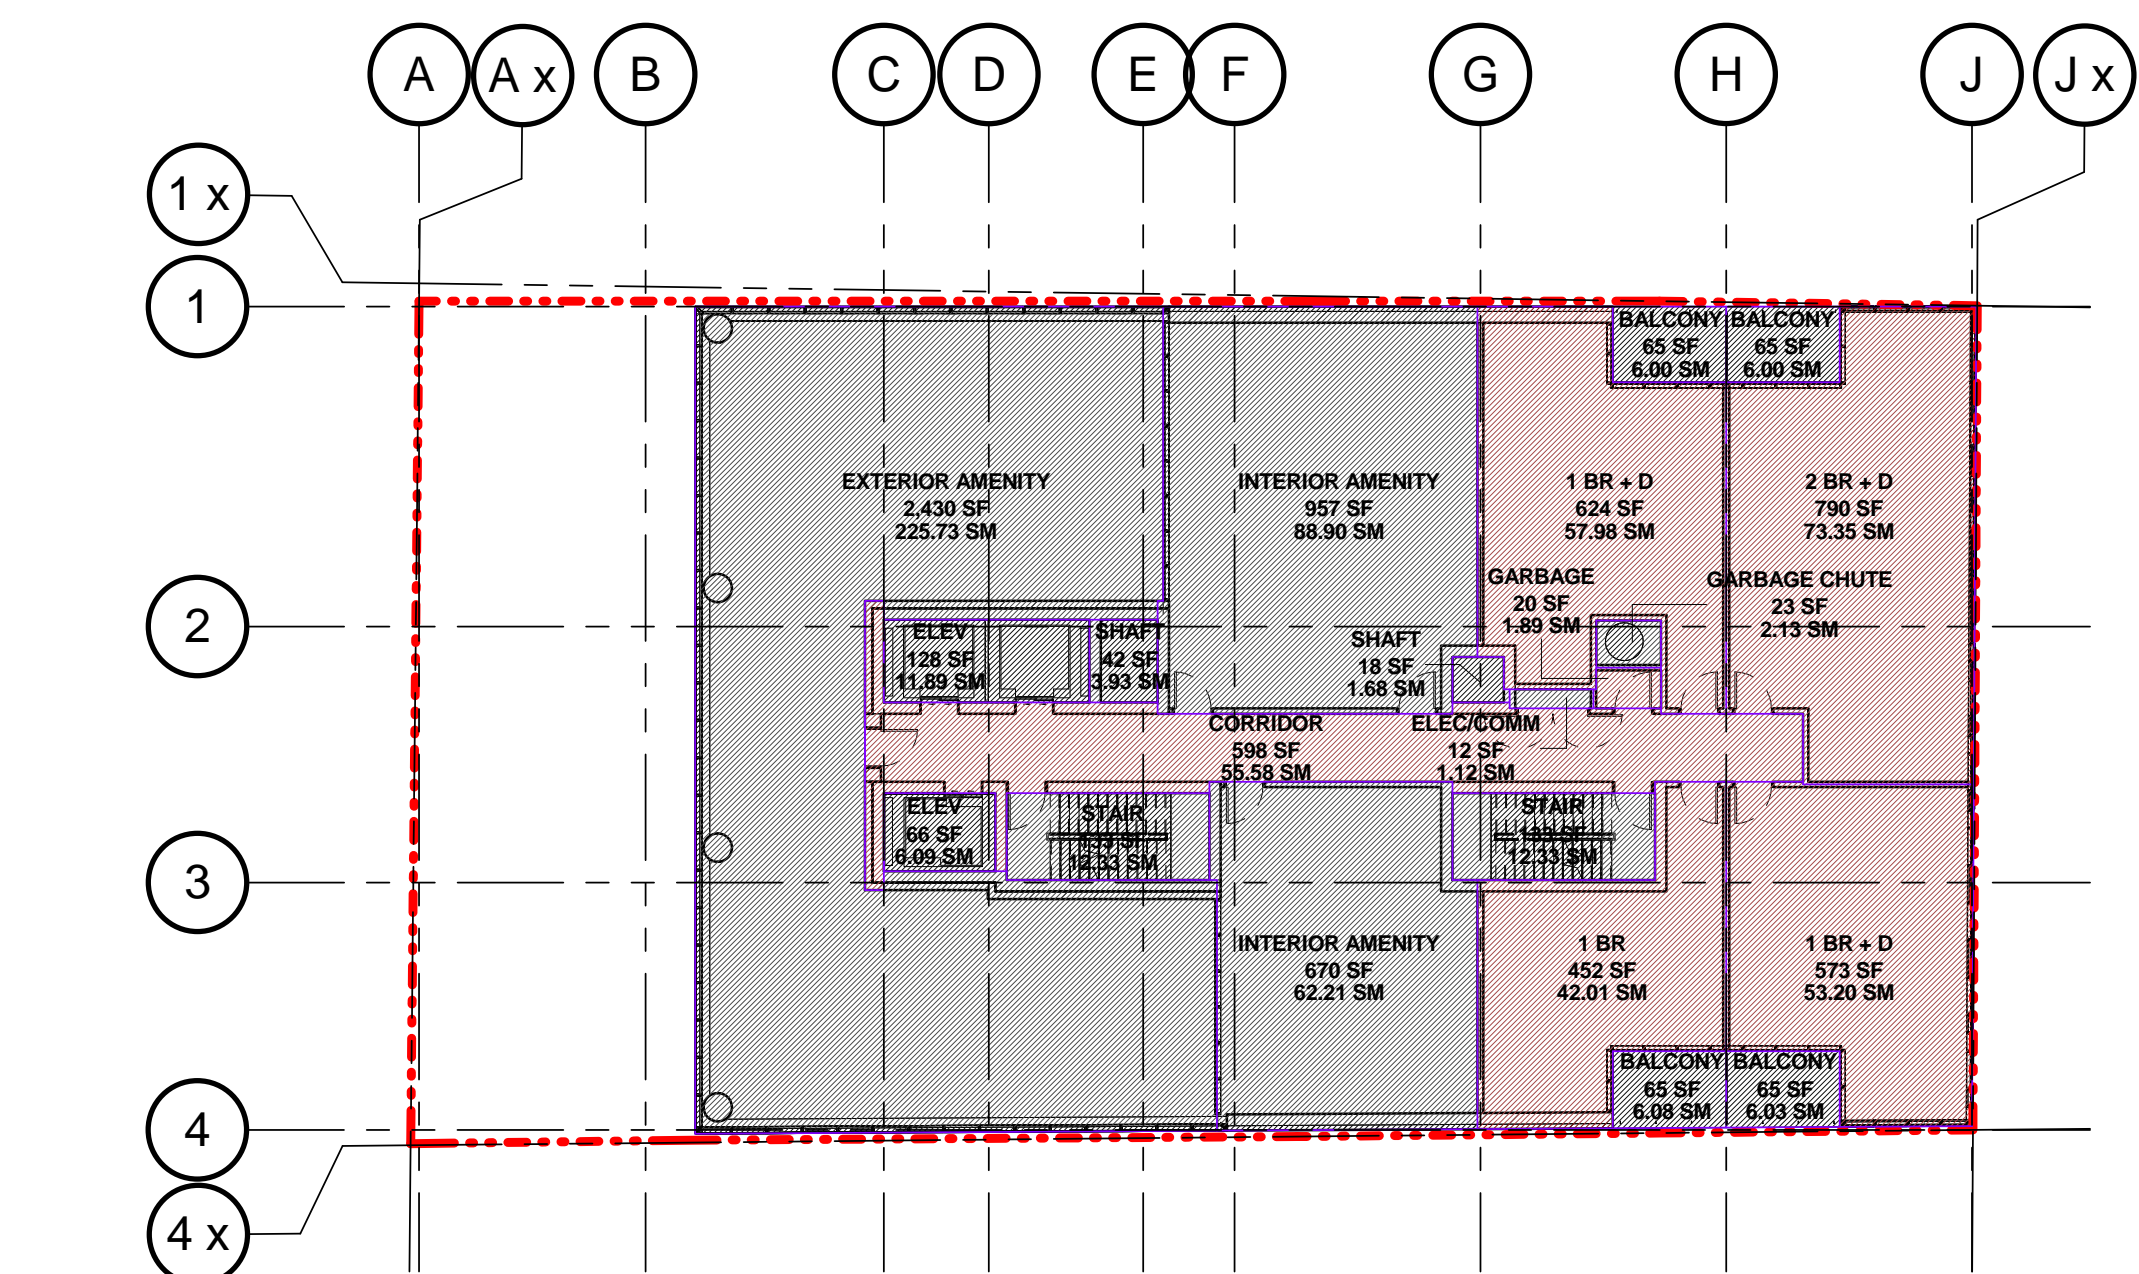 A
A x
B
C
D
E
F
G
H
J
J x
1 x
1
2
3
4
4 x
BALCONY
65 SF
6.00 SM
BALCONY
65 SF
6.00 SM
EXTERIOR AMENITY
2,430 SF
225.73 SM
INTERIOR AMENITY
957 SF
88.90 SM
1 BR + D
624 SF
57.98 SM
2 BR + D
790 SF
73.35 SM
GARBAGE
20 SF
1.89 SM
GARBAGE CHUTE
23 SF
2.13 SM
ELEV
128 SF
11.89 SM
SHAFT
42 SF
3.93 SM
SHAFT
18 SF
1.68 SM
CORRIDOR
598 SF
55.58 SM
ELEC/COMM
12 SF
1.12 SM
ELEV
66 SF
6.09 SM
STAIR
133 SF
12.33 SM
STAIR
133 SF
12.33 SM
INTERIOR AMENITY
670 SF
62.21 SM
1 BR
452 SF
42.01 SM
1 BR + D
573 SF
53.20 SM
BALCONY
65 SF
6.08 SM
BALCONY
65 SF
6.03 SM